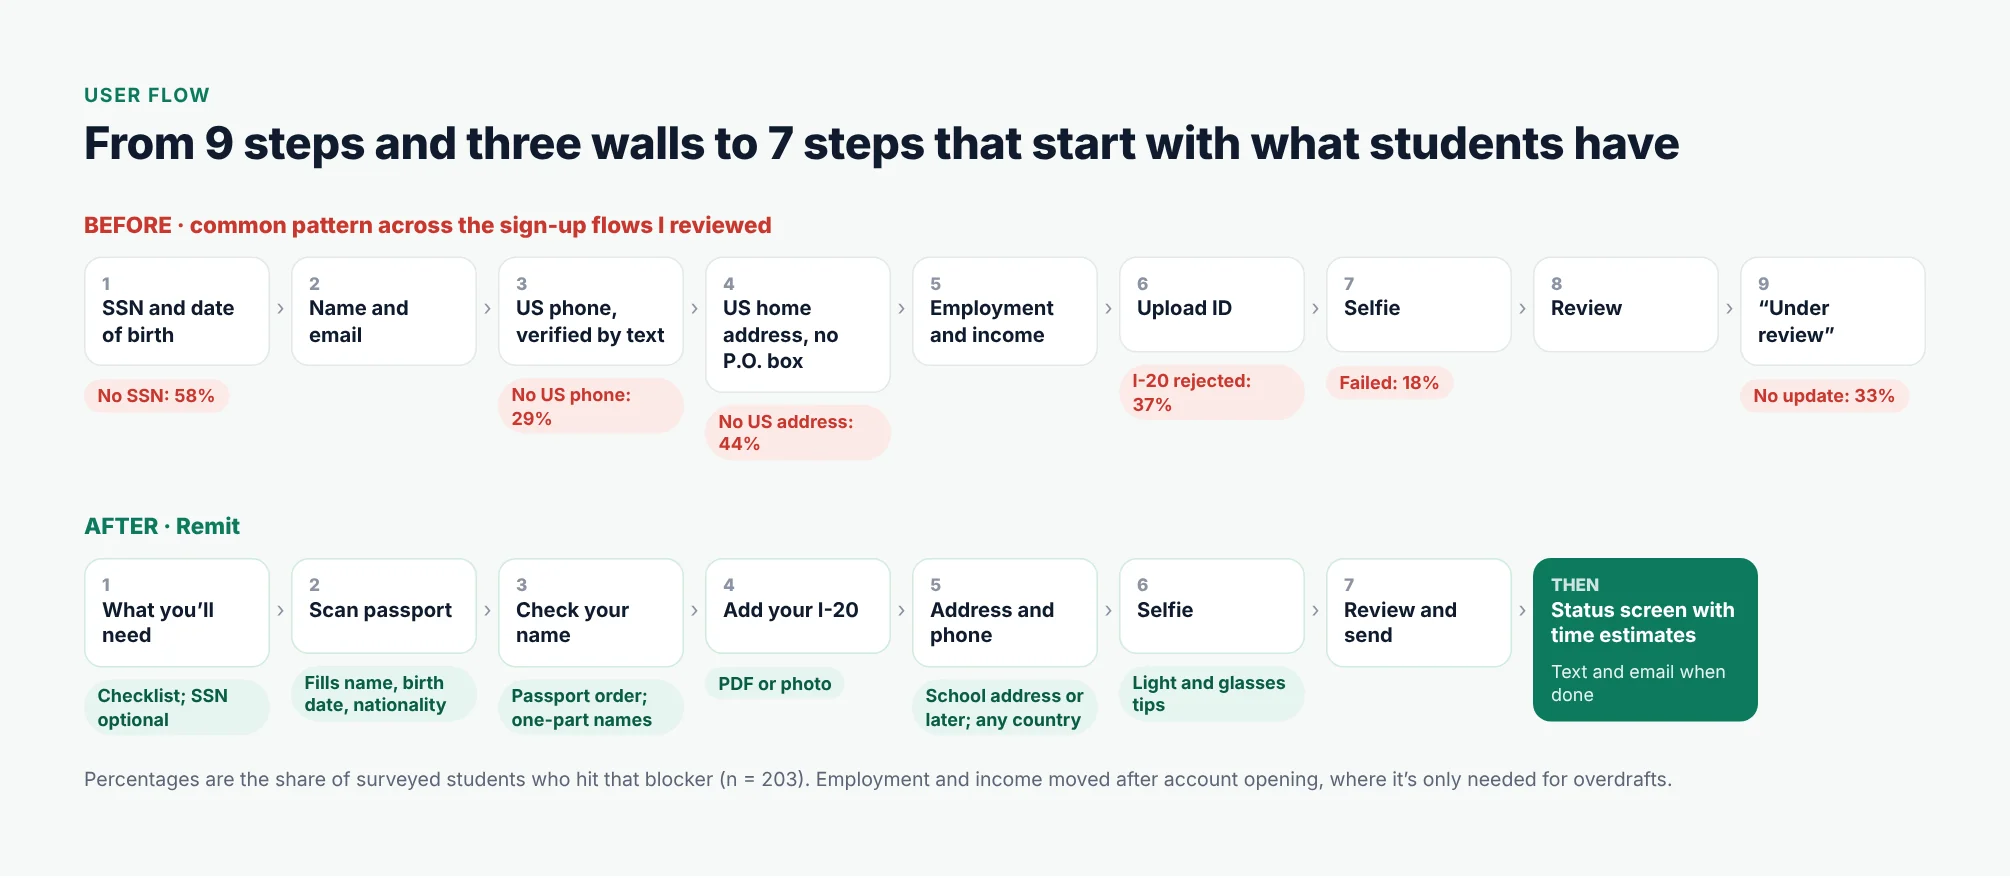 USER FLOW
From 9 steps and three walls to 7 steps that start with what students have
BEFORE · common pattern across the sign-up flows I reviewed
1
SSN and date
of birth
No SSN: 58%
›
2
Name and
email
›
3
US phone,
verified by text
No US phone:
29%
›
4
US home
address, no
P.O. box
No US address:
44%
›
5
Employment
and income
›
6
Upload ID
I-20 rejected:
37%
›
7
Selfie
Failed: 18%
›
8
Review
›
9
“Under
review”
No update: 33%
AFTER · Remit
1
What you’ll
need
Checklist; SSN
optional
›
2
Scan passport
Fills name, birth
date, nationality
›
3
Check your
name
Passport order;
one-part names
›
4
Add your I-20
PDF or photo
›
5
Address and
phone
School address or
later; any country
›
6
Selfie
Light and glasses
tips
›
7
Review and
send
›
THEN
Status screen with
time estimates
Text and email when
done
Percentages are the share of surveyed students who hit that blocker (n = 203). Employment and income moved after account opening, where it’s only needed for overdrafts.